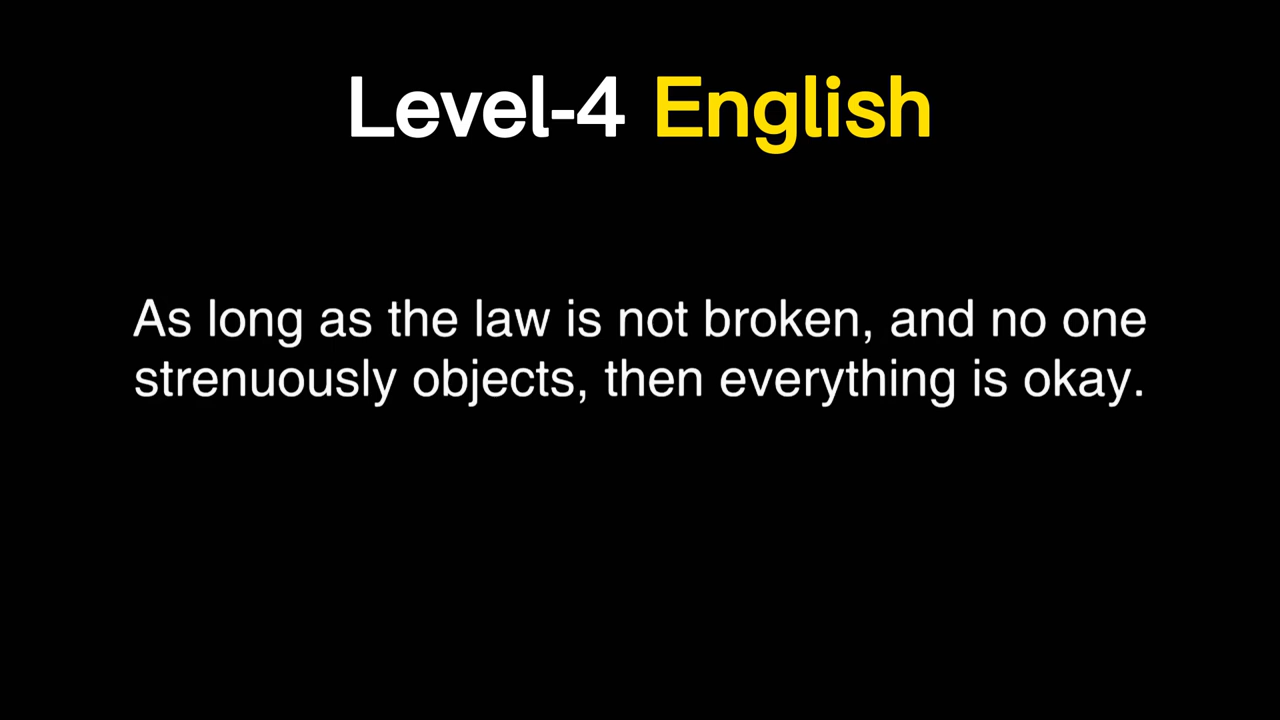 Level-4 English
As long as the law is not broken, and no one
strenuously objects, then everything is okay.